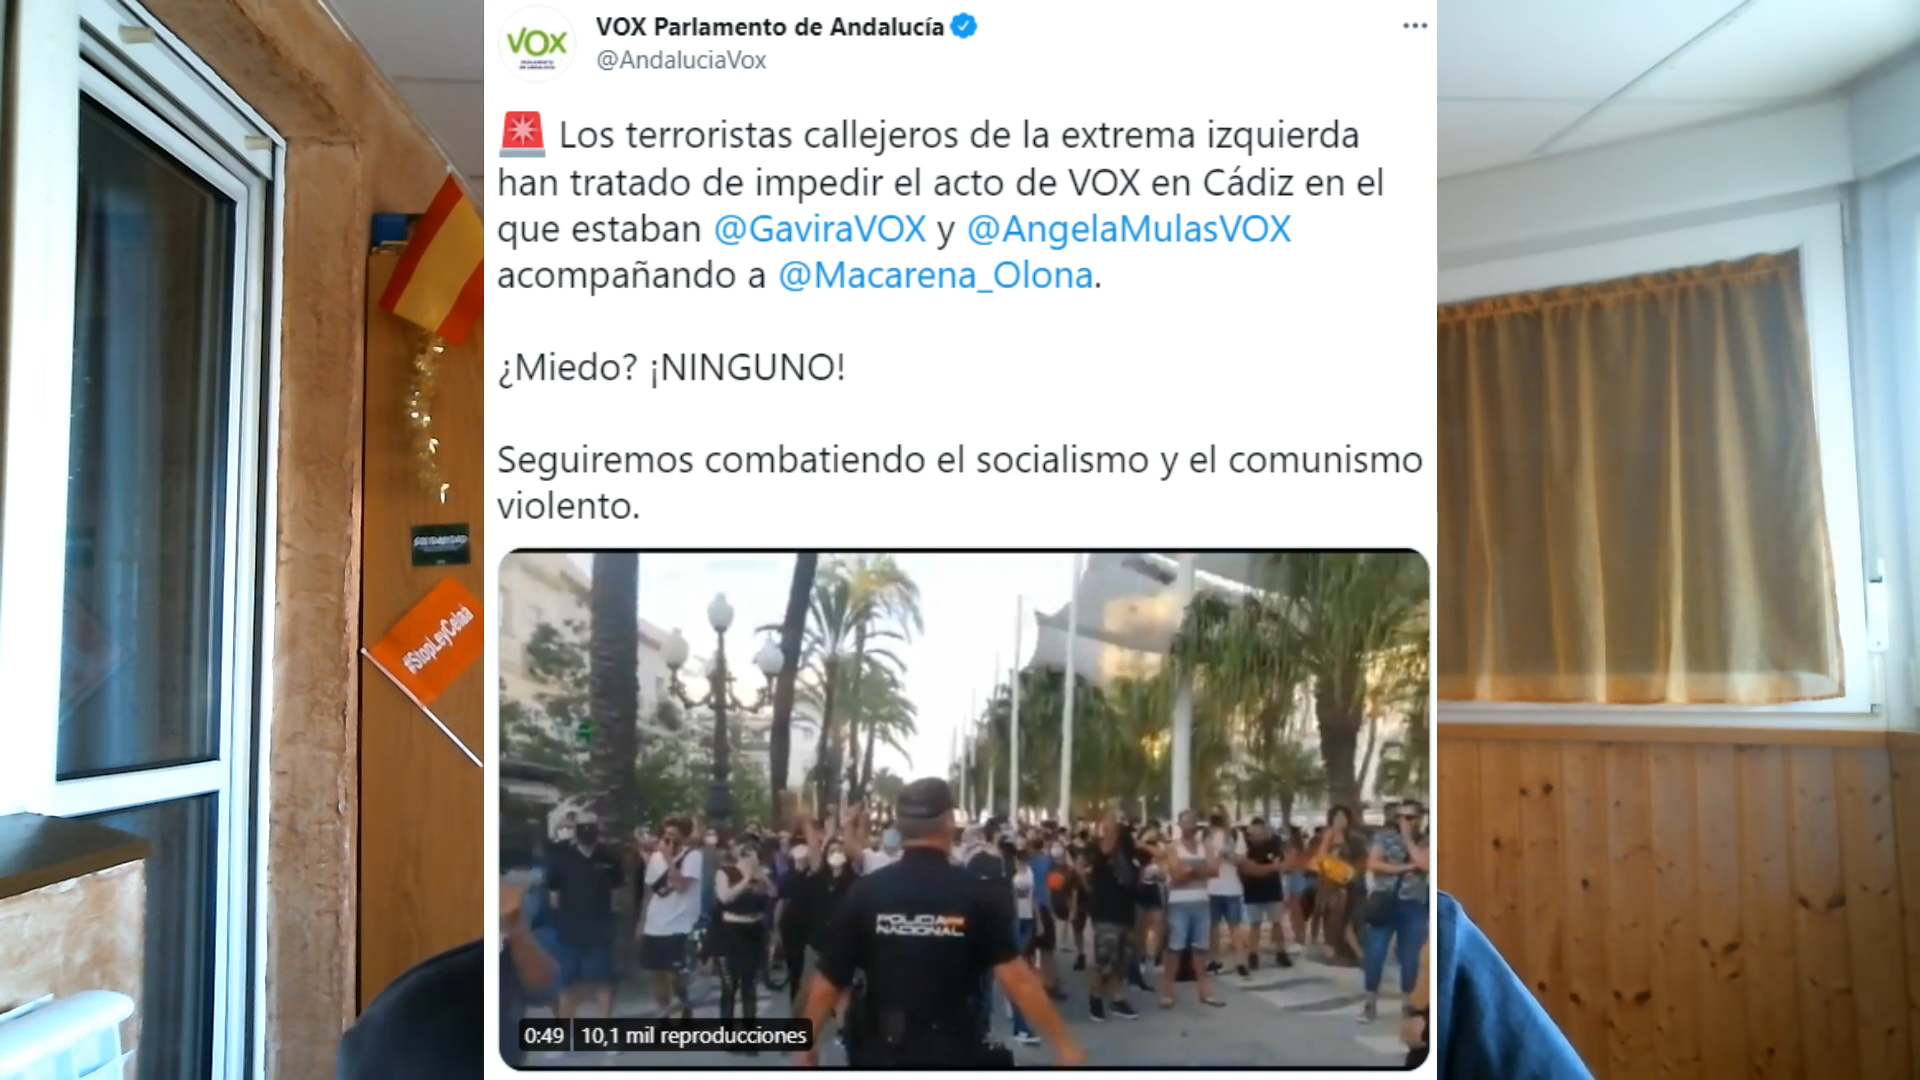 VOX
VOX Parlamento de Andalucía
@AndaluciaVox
Los terroristas callejeros de la extrema izquierda
han tratado de impedir el acto de VOX en Cádiz en el
que estaban @GaviraVOX y @AngelaMulasVOX
acompañando a @Macarena_Olona.
¿Miedo? ¡NINGUNO!
Seguiremos combatiendo el socialismo y el comunismo
violento.
#StopLeyCelaá
POLICIA
NACIONAL
0:49 10,1 mil reproducciones